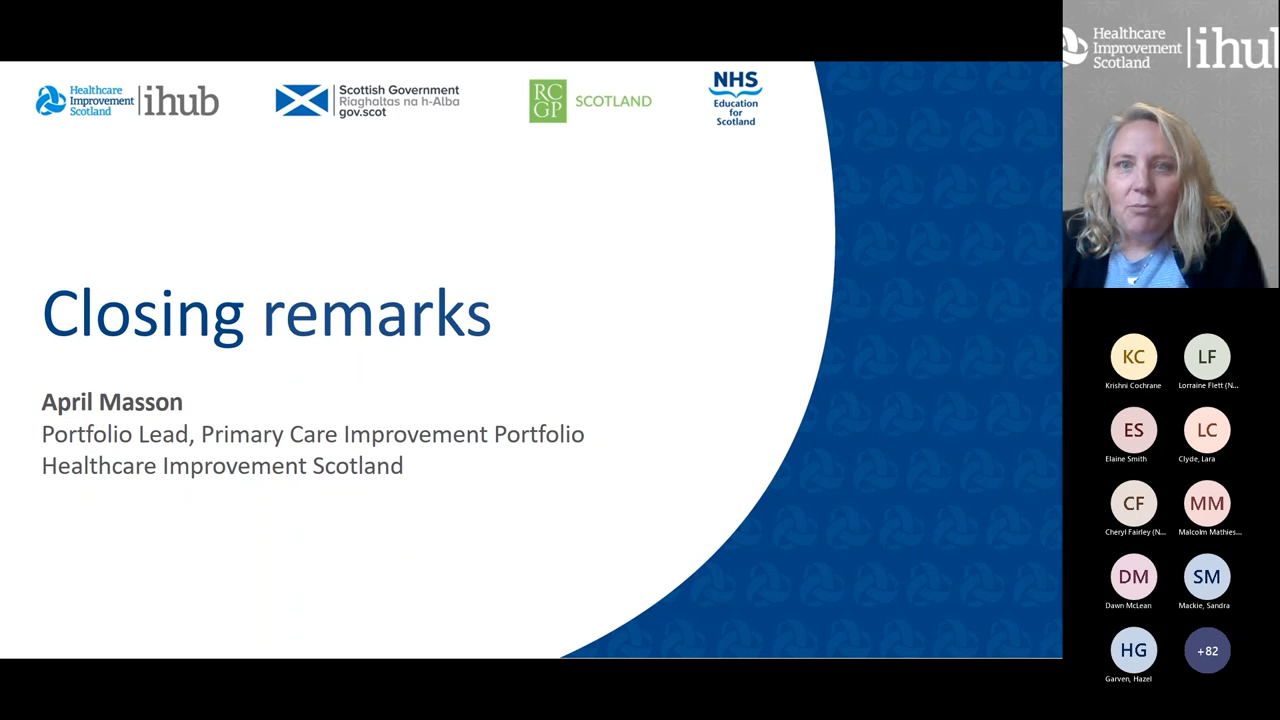 Healthcare
Improvement
Scotland
ihub
Scottish Government
Riaghaltas na h-Alba
gov.scot
RC
GP
SCOTLAND
NHS
Education
for
Scotland
Closing remarks
April Masson
Portfolio Lead, Primary Care Improvement Portfolio
Healthcare Improvement Scotland
Healthcare
Improvement
Scotland
ihu
KC
Krishni Cochrane
LF
Lorraine Flett (N...
ES
Elaine Smith
LC
Clyde, Lara
CF
Cheryl Fairley (N...
MM
Malcolm Mathies...
DM
Dawn McLean
SM
Mackie, Sandra
HG
Garven, Hazel
+82